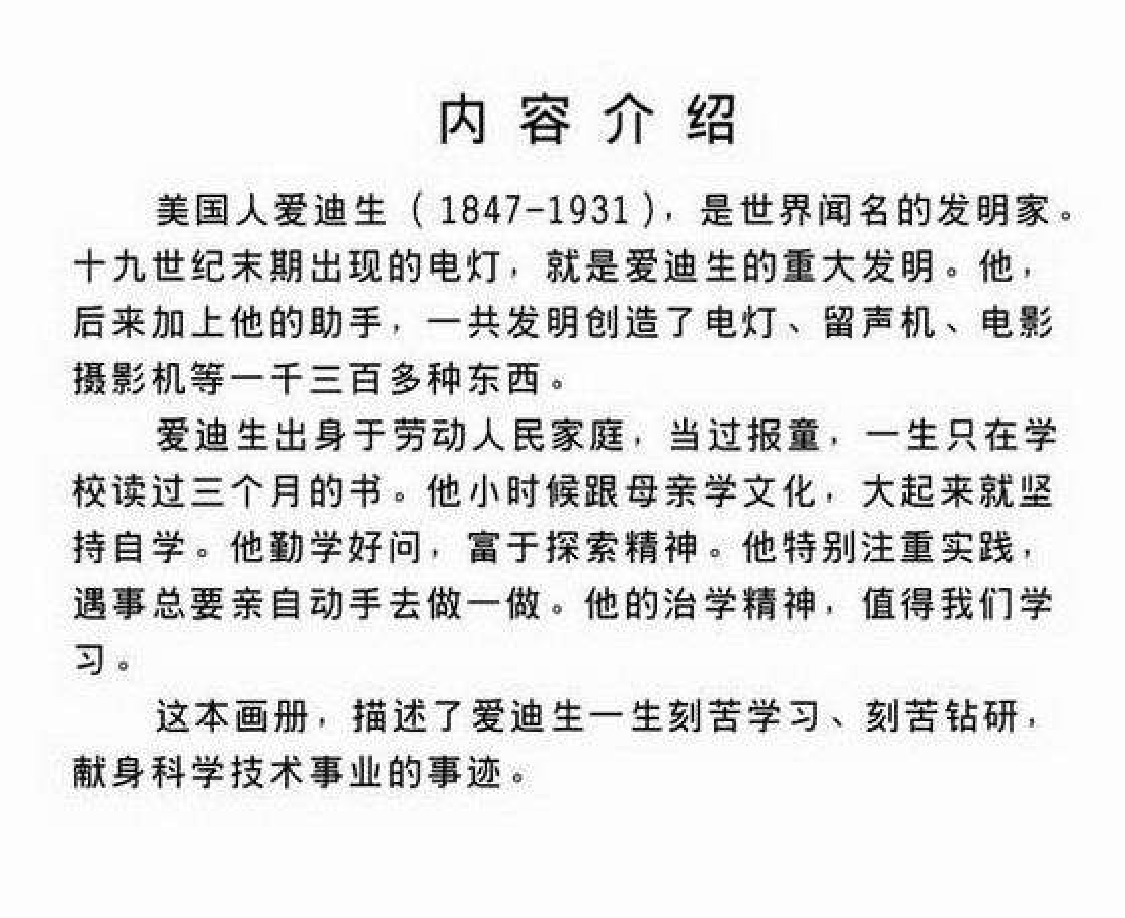 内容介绍
美国人爱迪生（1847-1931），是世界闻名的发明家。
十九世纪末期出现的电灯，就是爱迪生的重大发明。他，
后来加上他的助手，一共发明创造了电灯、留声机、电影
摄影机等一千三百多种东西。
爱迪生出身于劳动人民家庭，当过报童，一生只在学
校读过三个月的书。他小时候跟母亲学文化，大起来就坚
持自学。他勤学好问，富于探索精神。他特别注重实践，
遇事总要亲自动手去做一做。他的治学精神，值得我们学
习。
这本画册，描述了爱迪生一生刻苦学习、刻苦钻研，
献身科学技术事业的事迹。